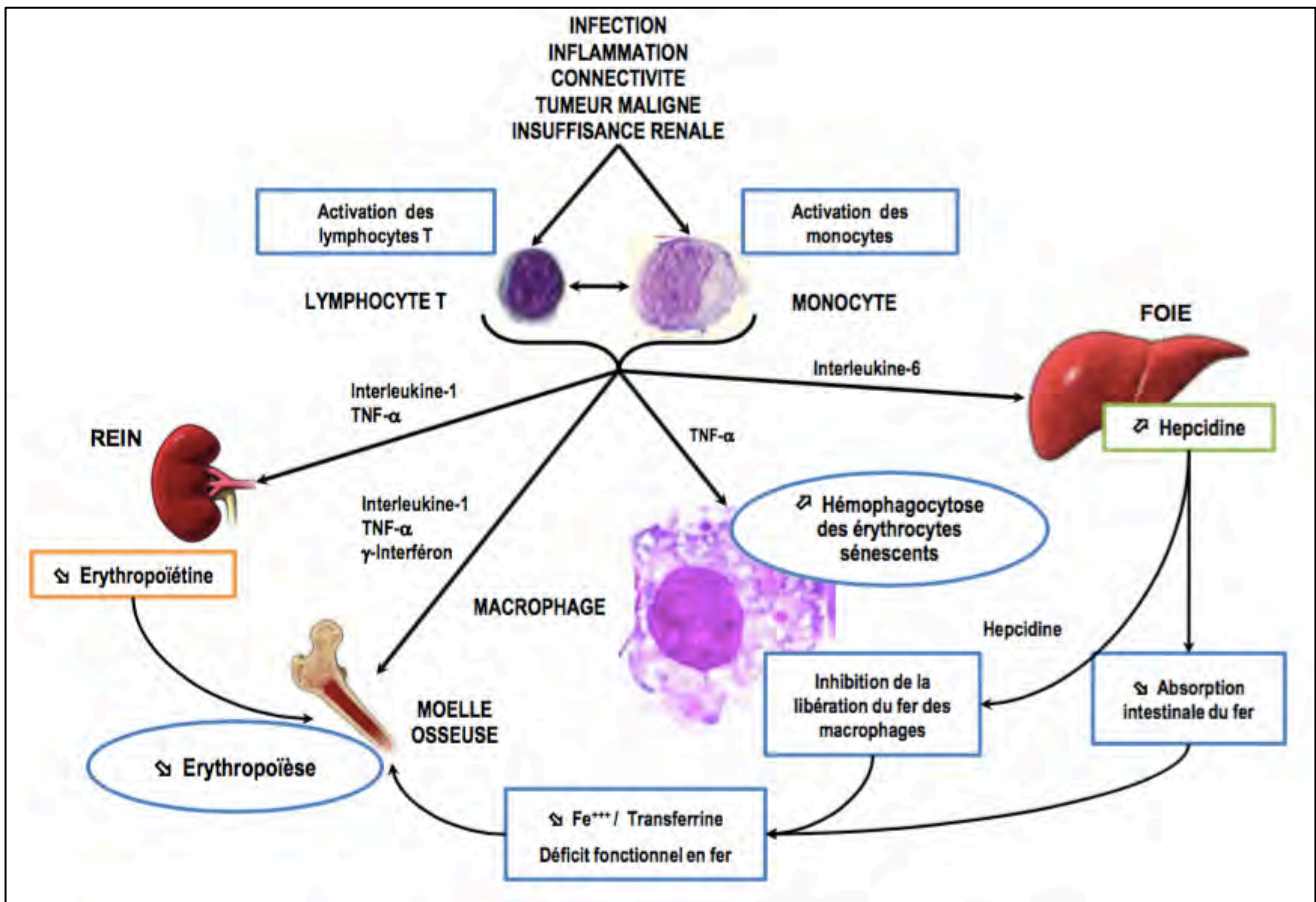 INFECTION
INFLAMMATION
CONNECTIVITE
TUMEUR MALIGNE
INSUFFISANCE RENALE
Activation des
lymphocytes T
Activation des
monocytes
LYMPHOCYTE T
MONOCYTE
FOIE
Interleukine-6
⬀ Hepcidine
Interleukine-1
TNF-α
REIN
TNF-α
Interleukine-1
TNF-α
γ-Interféron
⬀ Hémophagocytose
des érythrocytes
sénescents
⬂ Erythropoïétine
MACROPHAGE
Hepcidine
Inhibition de la
libération du fer des
macrophages
⬂ Absorption
intestinale du fer
MOELLE
OSSEUSE
⬂ Erythropoïèse
⬂ Fe+++ / Transferrine
Déficit fonctionnel en fer